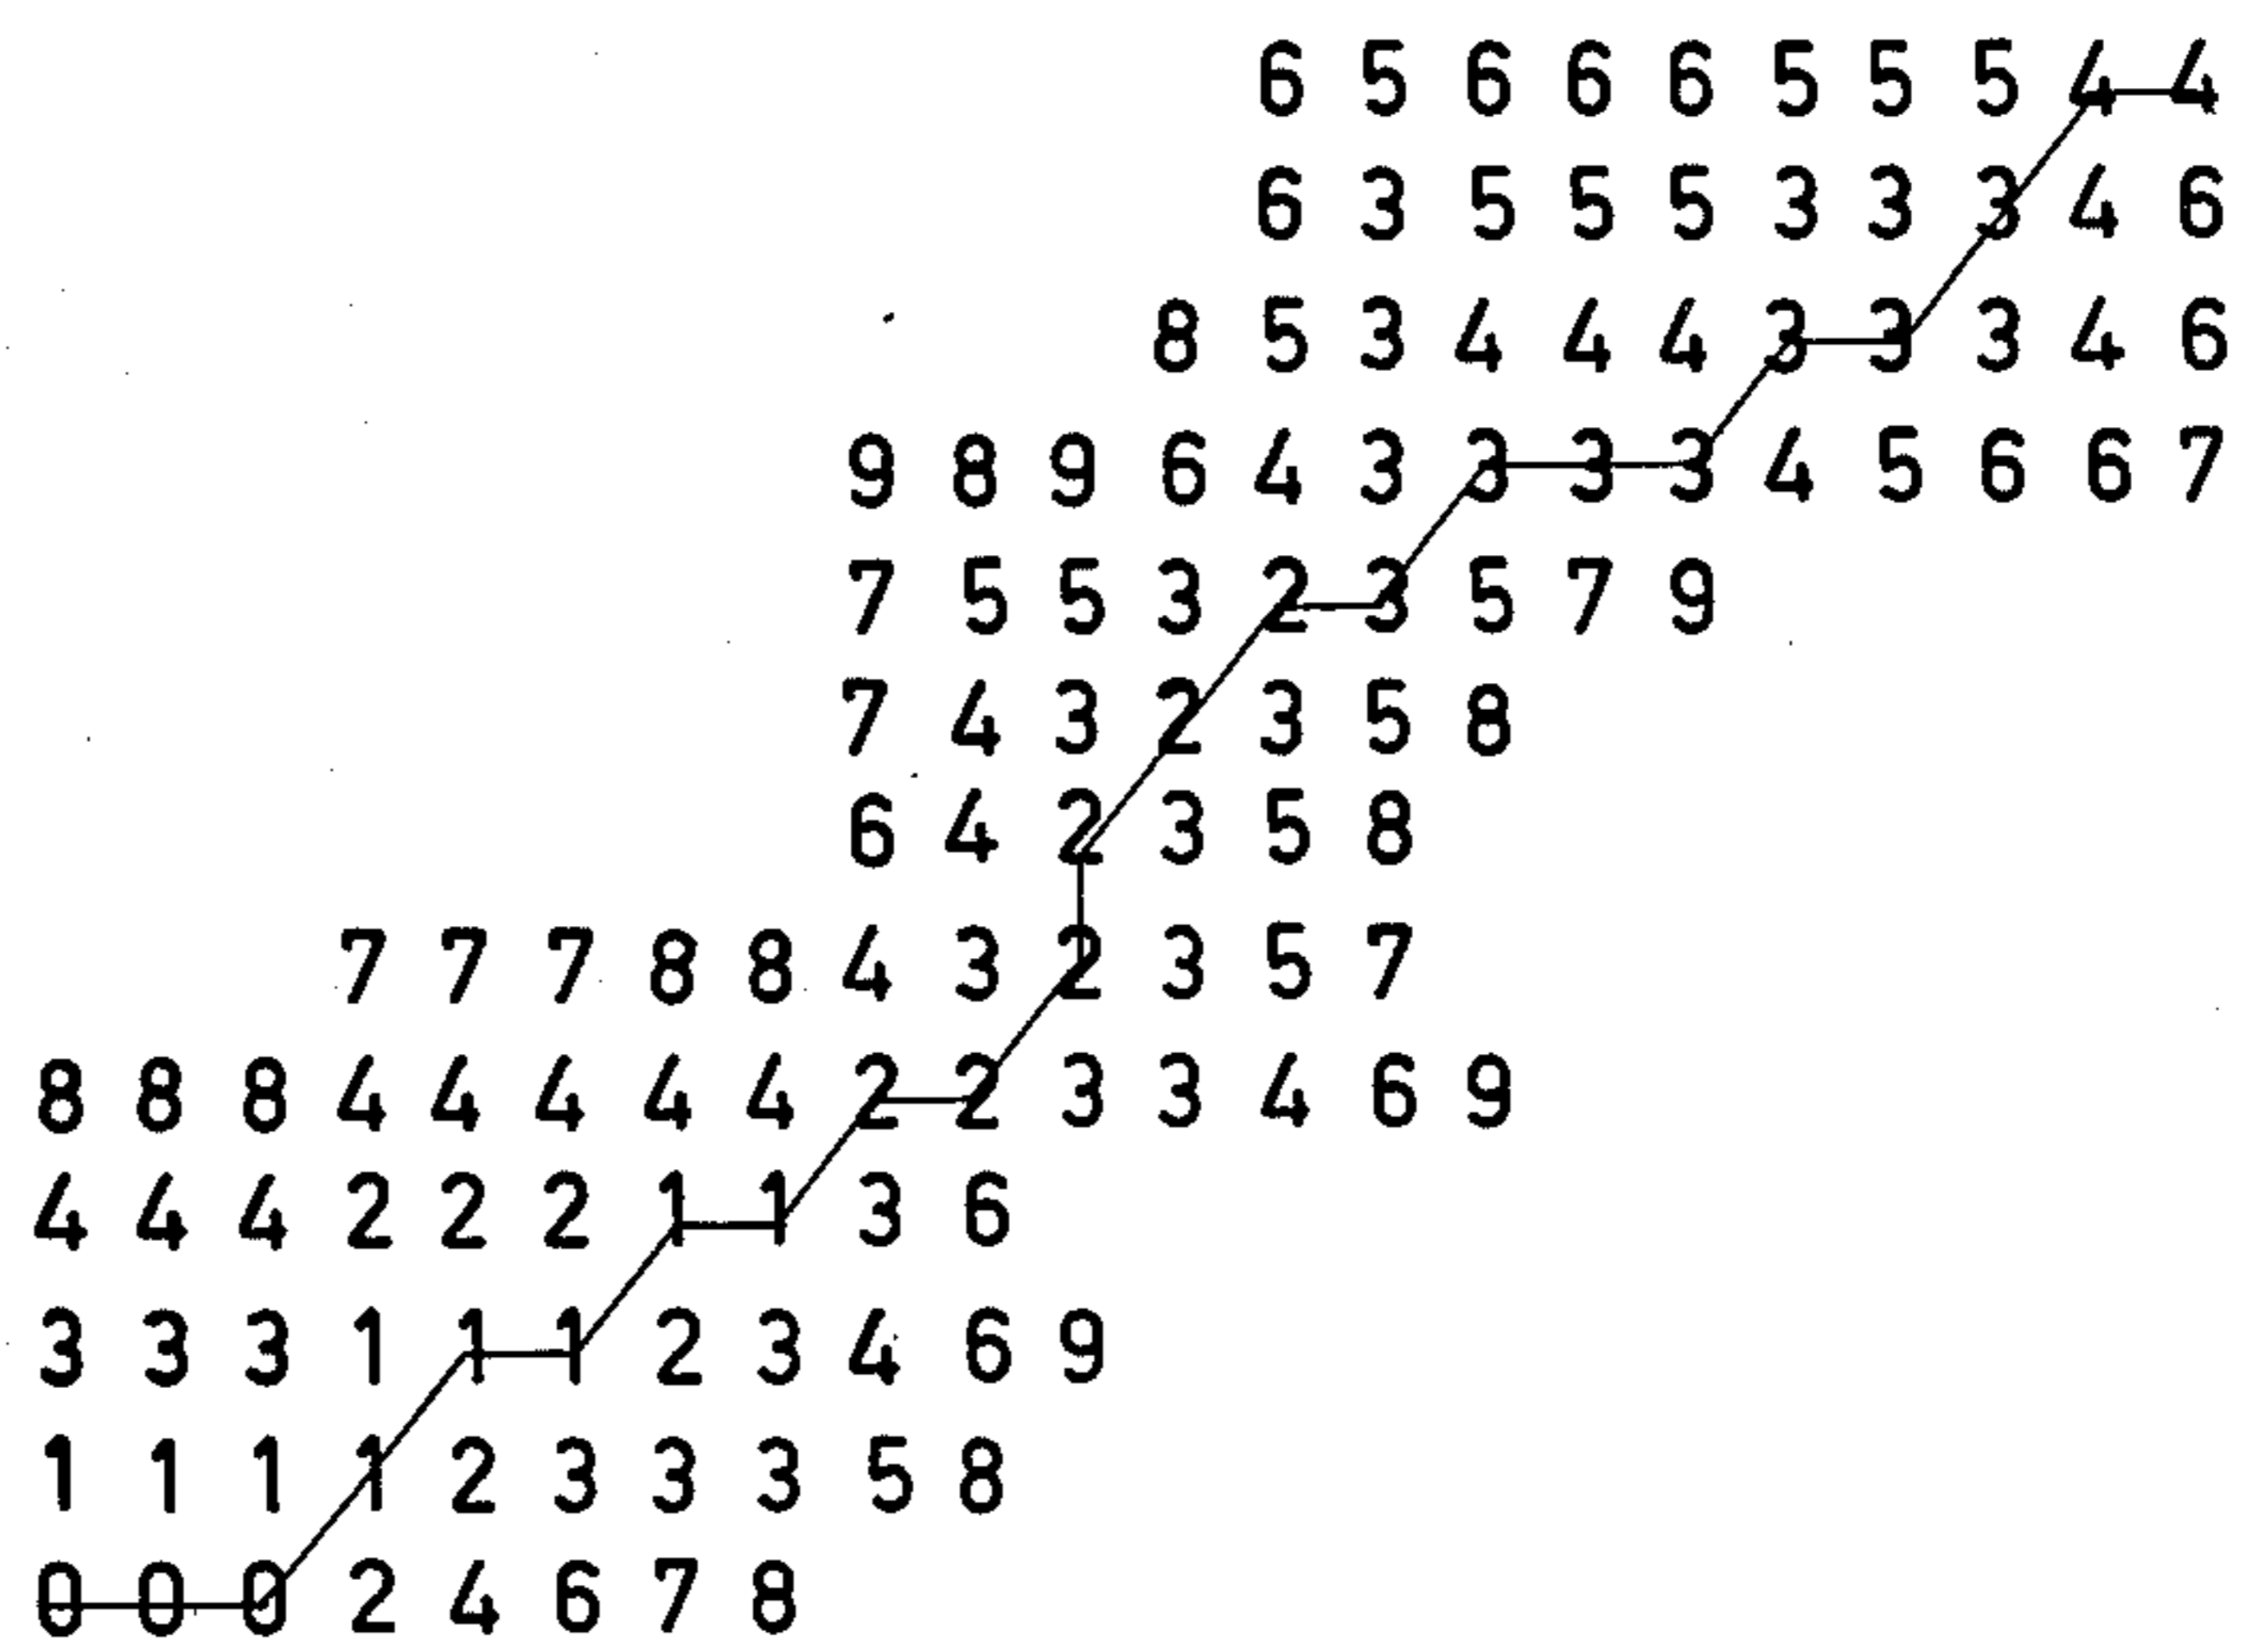 6 5 6 6 6 5 5 5 4 4
6 3 5 5 5 3 3 3 4 6
8 5 3 4 4 4 3 3 3 4 6
9 8 9 6 4 3 3 3 3 4 5 6 6 7
7 5 5 3 2 3 5 7 9
7 4 3 2 3 5 8
6 4 2 3 5 8
7 7 7 8 8 4 3 2 3 5 7
8 8 8 4 4 4 4 4 2 2 3 3 4 6 9
4 4 4 2 2 2 1 1 3 6
3 3 3 1 1 1 2 3 4 6 9
1 1 1 1 2 3 3 3 5 8
0 0 0 2 4 6 7 8